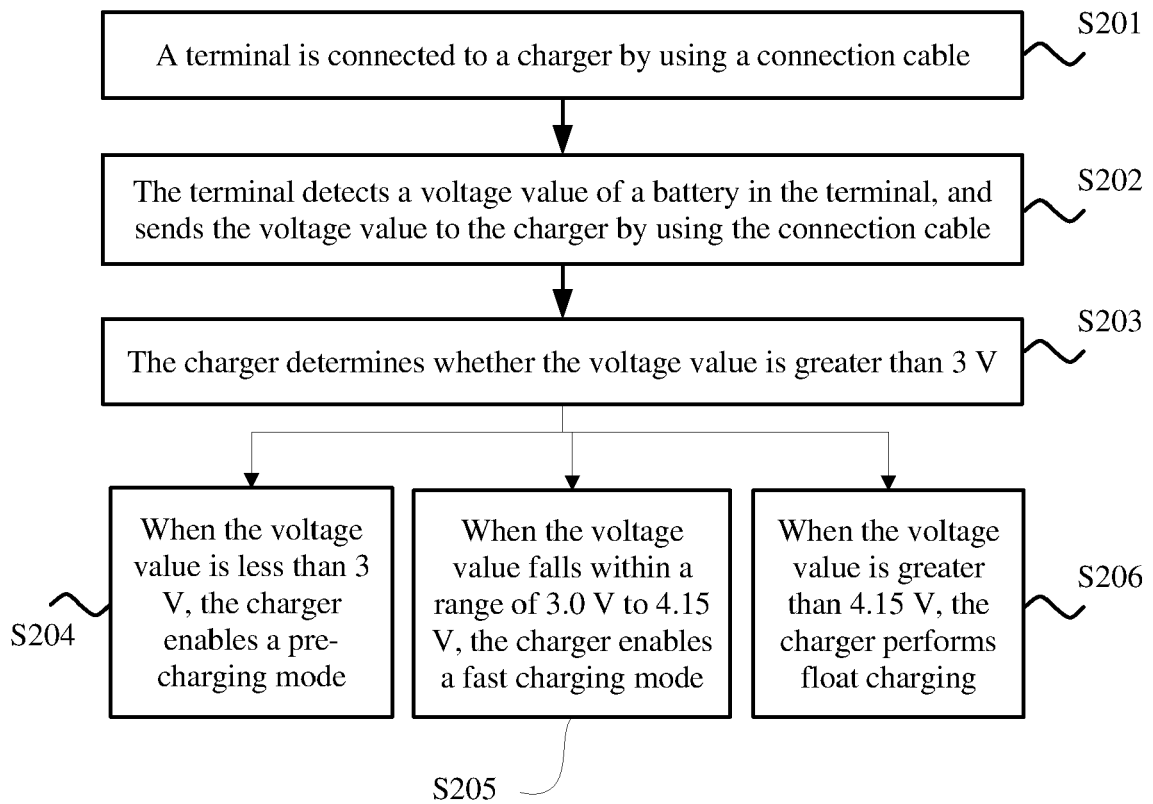 S201
A terminal is connected to a charger by using a connection cable
S202
The terminal detects a voltage value of a battery in the terminal, and
sends the voltage value to the charger by using the connection cable
S203
The charger determines whether the voltage value is greater than 3 V
When the voltage
value is less than 3
V, the charger
enables a pre-
charging mode
S204
When the voltage
value falls within a
range of 3.0 V to 4.15
V, the charger enables
a fast charging mode
S205
When the voltage
value is greater
than 4.15 V, the
charger performs
float charging
S206